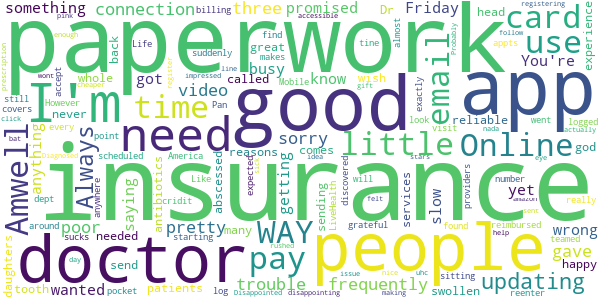 something connection three promised Dr Friday head card
billing pink accessible registering
paperwork
Life enough suddenly almost
back find great makes busy know wish
use You're experience
prescription However I'm time whole got video called
email app
still covers accept never
cheaper click
need good sorry little Online reliable
impressed line tine Mobile Pan gift
exactly look follow appts
logged actually went visit nada
Amwell anything Always daughters
bat every point scheduled America reasons comes
Like cridit will idea stars
insurance
anywhere saying antibiotics abscessed getting many
discovered LiveHealth expected
sending slow services yet god
number providers eye
dept around poor pretty WAY
reimbursed really found amazon
starting needed
doctor people
gave wrong happy
sucks day send wanted pay
tooth pocket log patients
trouble frequently updating
grateful felt rushed issue nice uhc
Disappointed disappointing making
sitting teamed help sent reenter
swollen